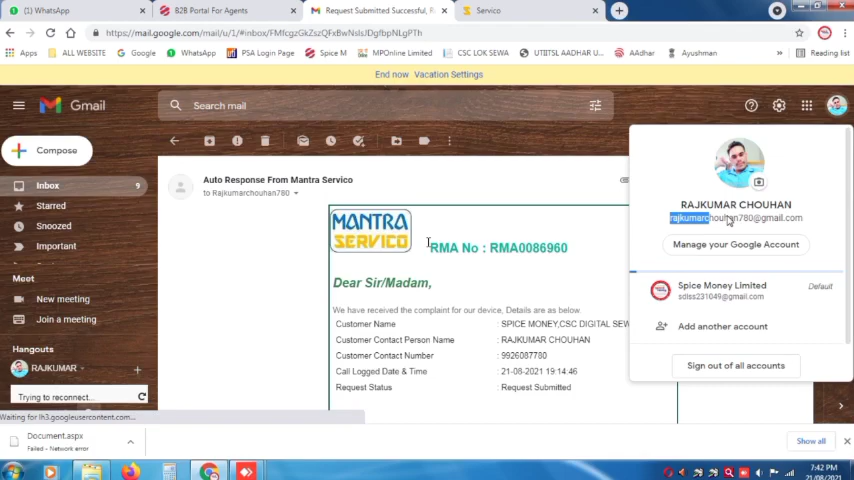 (1) WhatsApp
B2B Portal For Agents
Request Submitted Successful, R
Servico
https://mail.google.com/mail/u/1/#inbox/FMfcgzGkZszQFxBwNslsJDgfbpNLgPTh
Apps
ALL WEBSITE
Google
WhatsApp
PSA Login Page
Spice M
MPOnline Limited
CSC LOK SEWA
UTIITSL AADHAR U...
AAdhar
Ayushman
Reading list
End now Vacation Settings
Gmail
Search mail
Compose
Inbox 9
Starred
Snoozed
Important
Meet
New meeting
Join a meeting
Hangouts
RAJKUMAR
Trying to reconnect...
Auto Response From Mantra Servico
to Rajkumarchouhan780
MANTRA
SERVICO
RMA No : RMA0086960
Dear Sir/Madam,
We have received the complaint for our device, Details are as below.
Customer Name : SPICE MONEY,CSC DIGITAL SEW
Customer Contact Person Name : RAJKUMAR CHOUHAN
Customer Contact Number : 9926087780
Call Logged Date & Time : 21-08-2021 19:14:46
Request Status : Request Submitted
RAJKUMAR CHOUHAN
rajkumarchouhan780@gmail.com
Manage your Google Account
Spice Money Limited Default
sdlss231049@gmail.com
Add another account
Sign out of all accounts
Waiting for lh3.googleusercontent.com...
Document.aspx
Failed - Network error
Show all
7:42 PM
21/08/2021